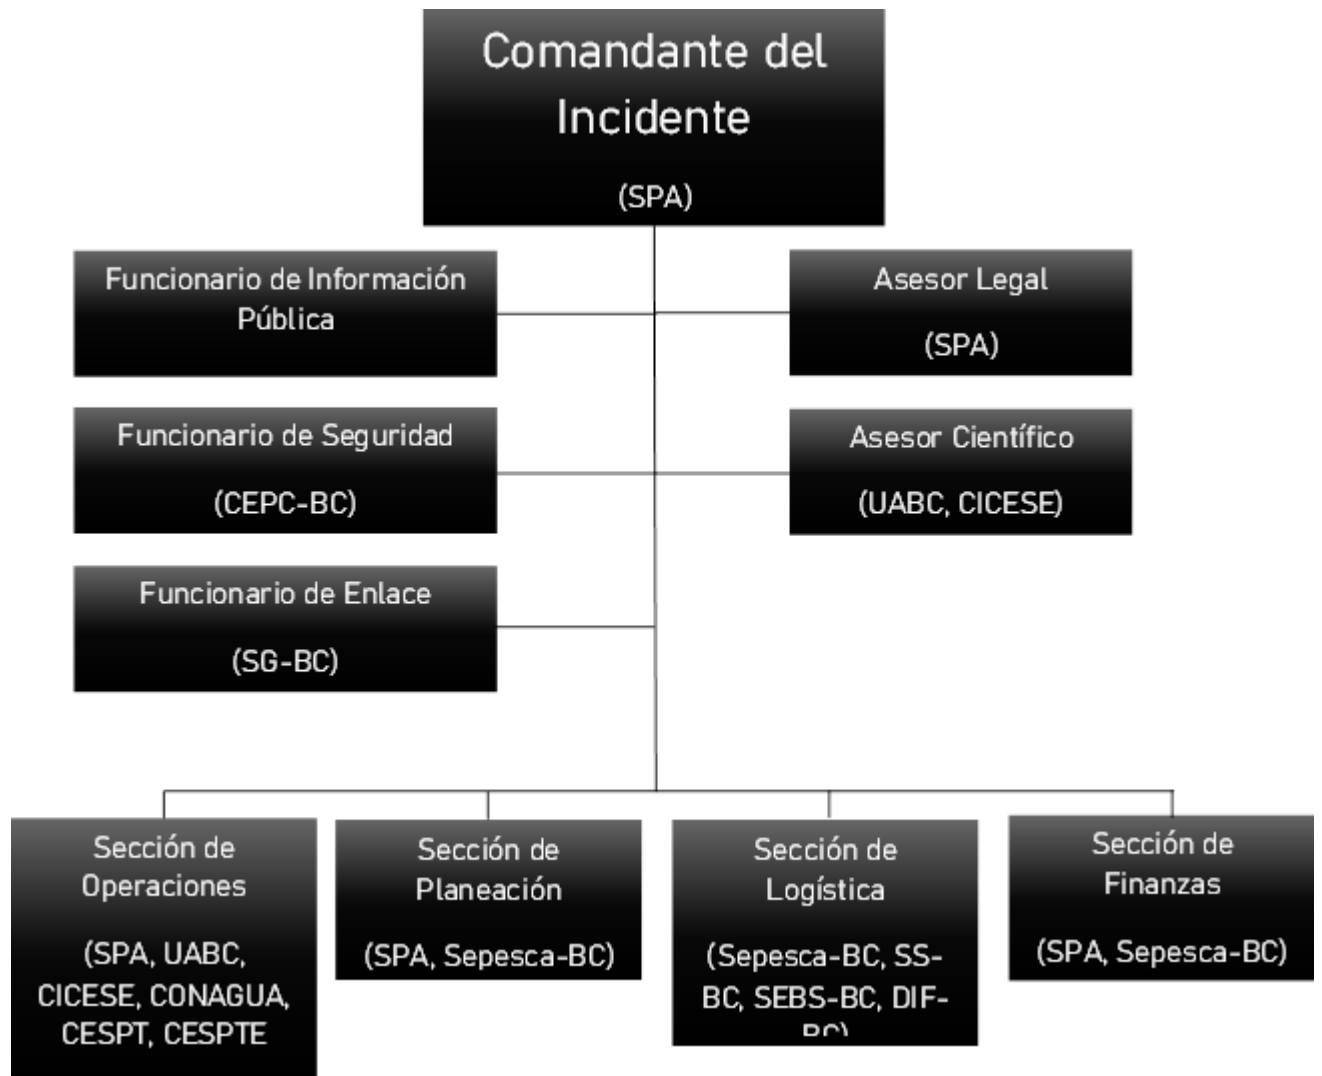 Comandante del
Incidente
(SPA)
Funcionario de Información
Pública
Asesor Legal
(SPA)
Funcionario de Seguridad
(CEPC-BC)
Asesor Científico
(UABC, CICESE)
Funcionario de Enlace
(SG-BC)
Sección de
Operaciones
(SPA, UABC,
CICESE, CONAGUA,
CESPT, CESPTE
Sección de
Planeación
(SPA, Sepesca-BC)
Sección de
Logística
(Sepesca-BC, SS-
BC, SEBS-BC, DIF-
BC)
Sección de
Finanzas
(SPA, Sepesca-BC)